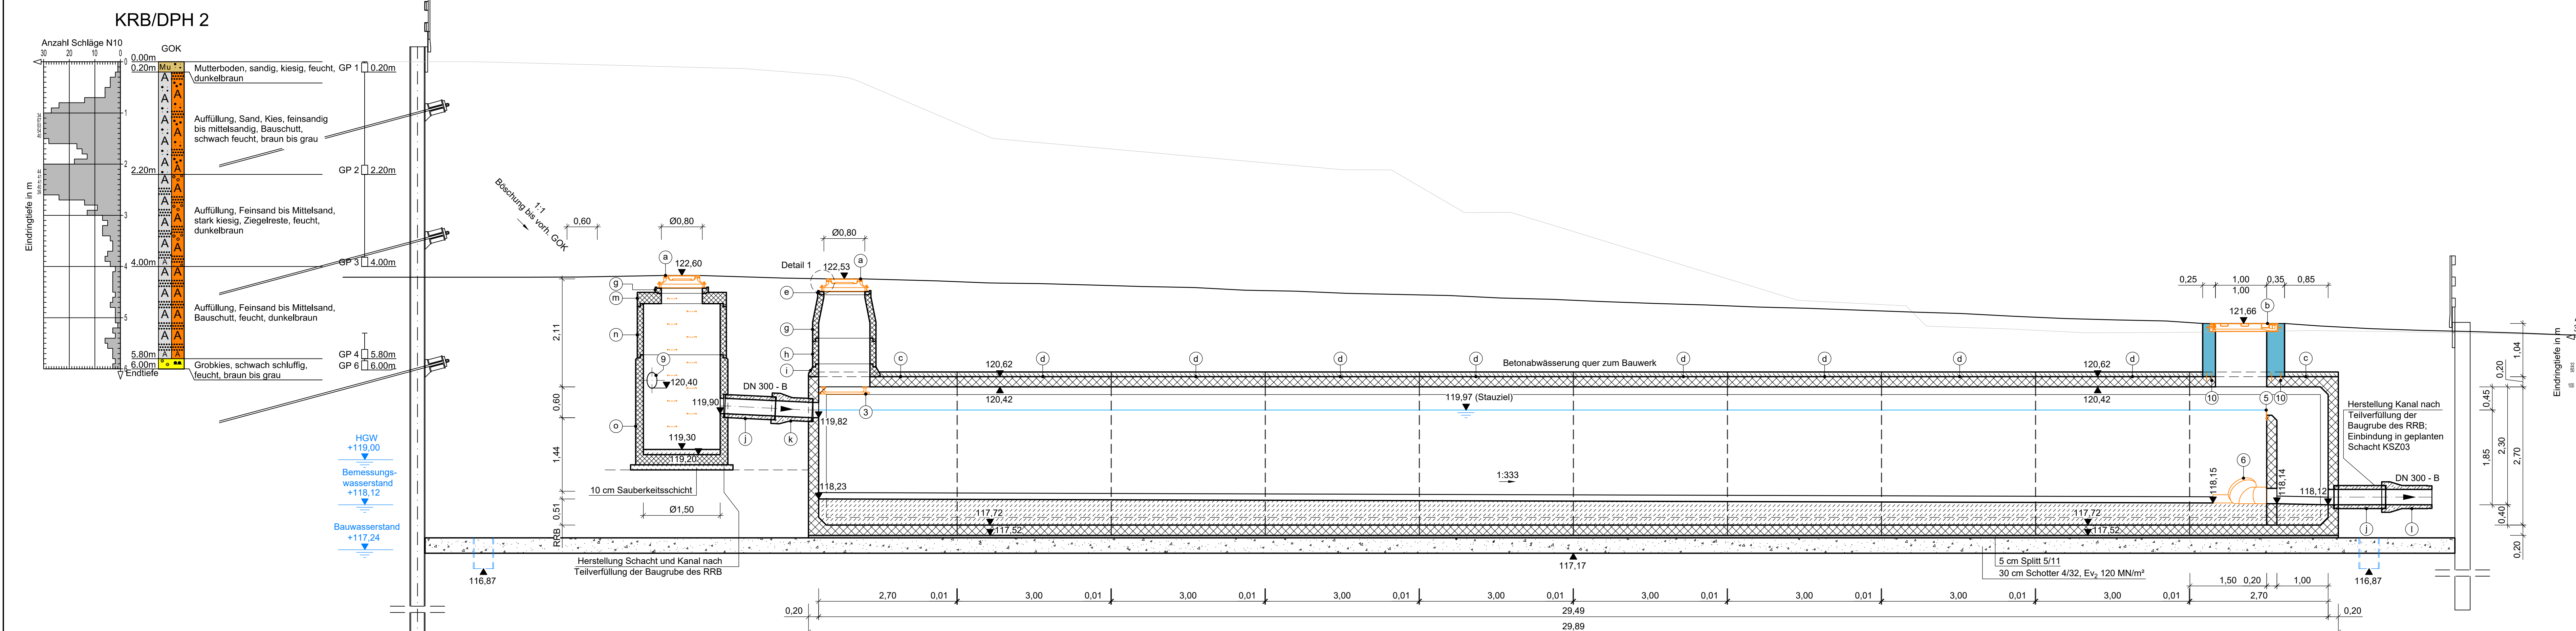 KRB/DPH 2
Anzahl Schläge N10
30 20 10 0
GOK
0.00m
0.20m
Mu
Mutterboden, sandig, kiesig, feucht,
dunkelbraun
GP 1 0.20m
Auffüllung, Sand, Kies, feinsandig
bis mittelsandig, Bauschutt,
schwach feucht, braun bis grau
2.20m
GP 2 2,20m
Auffüllung, Feinsand bis Mittelsand,
stark kiesig, Ziegelreste, feucht,
dunkelbraun
4.00m
GP 3 4.00m
Auffüllung, Feinsand bis Mittelsand,
Bauschutt, feucht, dunkelbraun
5.80m
GP 4 5.80m
6.00m
GP 6 6.00m
Endtiefe
Grobkies, schwach schluffig,
feucht, braun bis grau
Eindringtiefe in m
0
1
2
3
4
5
A
HGW
+119,00
Bemessungs-
wasserstand
+118,12
Bauwasserstand
+117,24
1:1
Böschung bis vorh. GOK
0,60
Ø0,80
a
122,60
g
m
n
9
120,40
o
119,90
119,30
119,20
2,11
0,60
1,44
0,51
RRB
10 cm Sauberkeitsschicht
Ø1,50
Herstellung Schacht und Kanal nach
Teilverfüllung der Baugrube des RRB
116,87
DN 300 - B
j
k
Ø0,80
Detail 1
122,53
a
e
g
h
i
3
119,82
118,23
c
d
120,62
120,42
d
d
d
Betonabwässerung quer zum Bauwerk
d
d
d
d
120,62
120,42
c
119,97 (Stauziel)
1:333
117,72
117,52
117,72
117,52
117,17
5 cm Splitt 5/11
30 cm Schotter 4/32, Ev2 120 MN/m²
0,25
1,00
1,00
0,35
0,85
b
121,66
10
5
10
6
118,15
118,14
118,12
Herstellung Kanal nach
Teilverfüllung der
Baugrube des RRB;
Einbindung in geplanten
Schacht KSZ03
DN 300 - B
j
l
1,04
0,20
0,45
1,85
2,30
2,70
0,40
0,20
116,87
1,50 0,20 1,00
2,70 0,01 3,00 0,01 3,00 0,01 3,00 0,01 3,00 0,01 3,00 0,01 3,00 0,01 3,00 0,01 3,00 0,01 2,70
0,20 29,49 0,20
29,89
Eindringtiefe in m